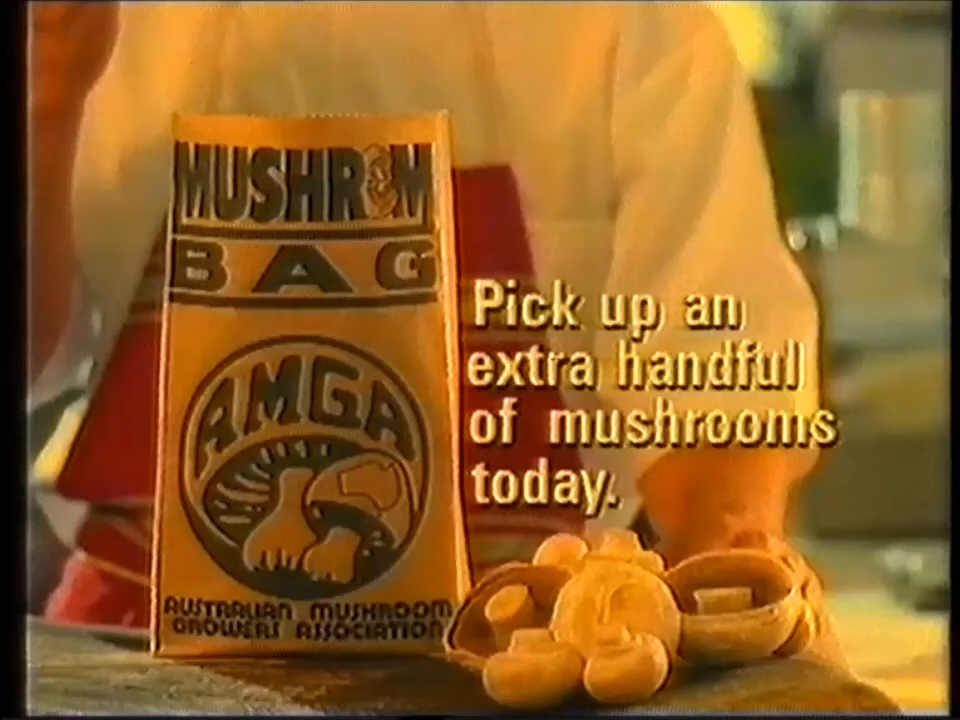 MUSHROOM
BAG
AMGA
AUSTRALIAN MUSHROOM
GROWERS ASSOCIATION
Pick up an
extra handful
of mushrooms
today.